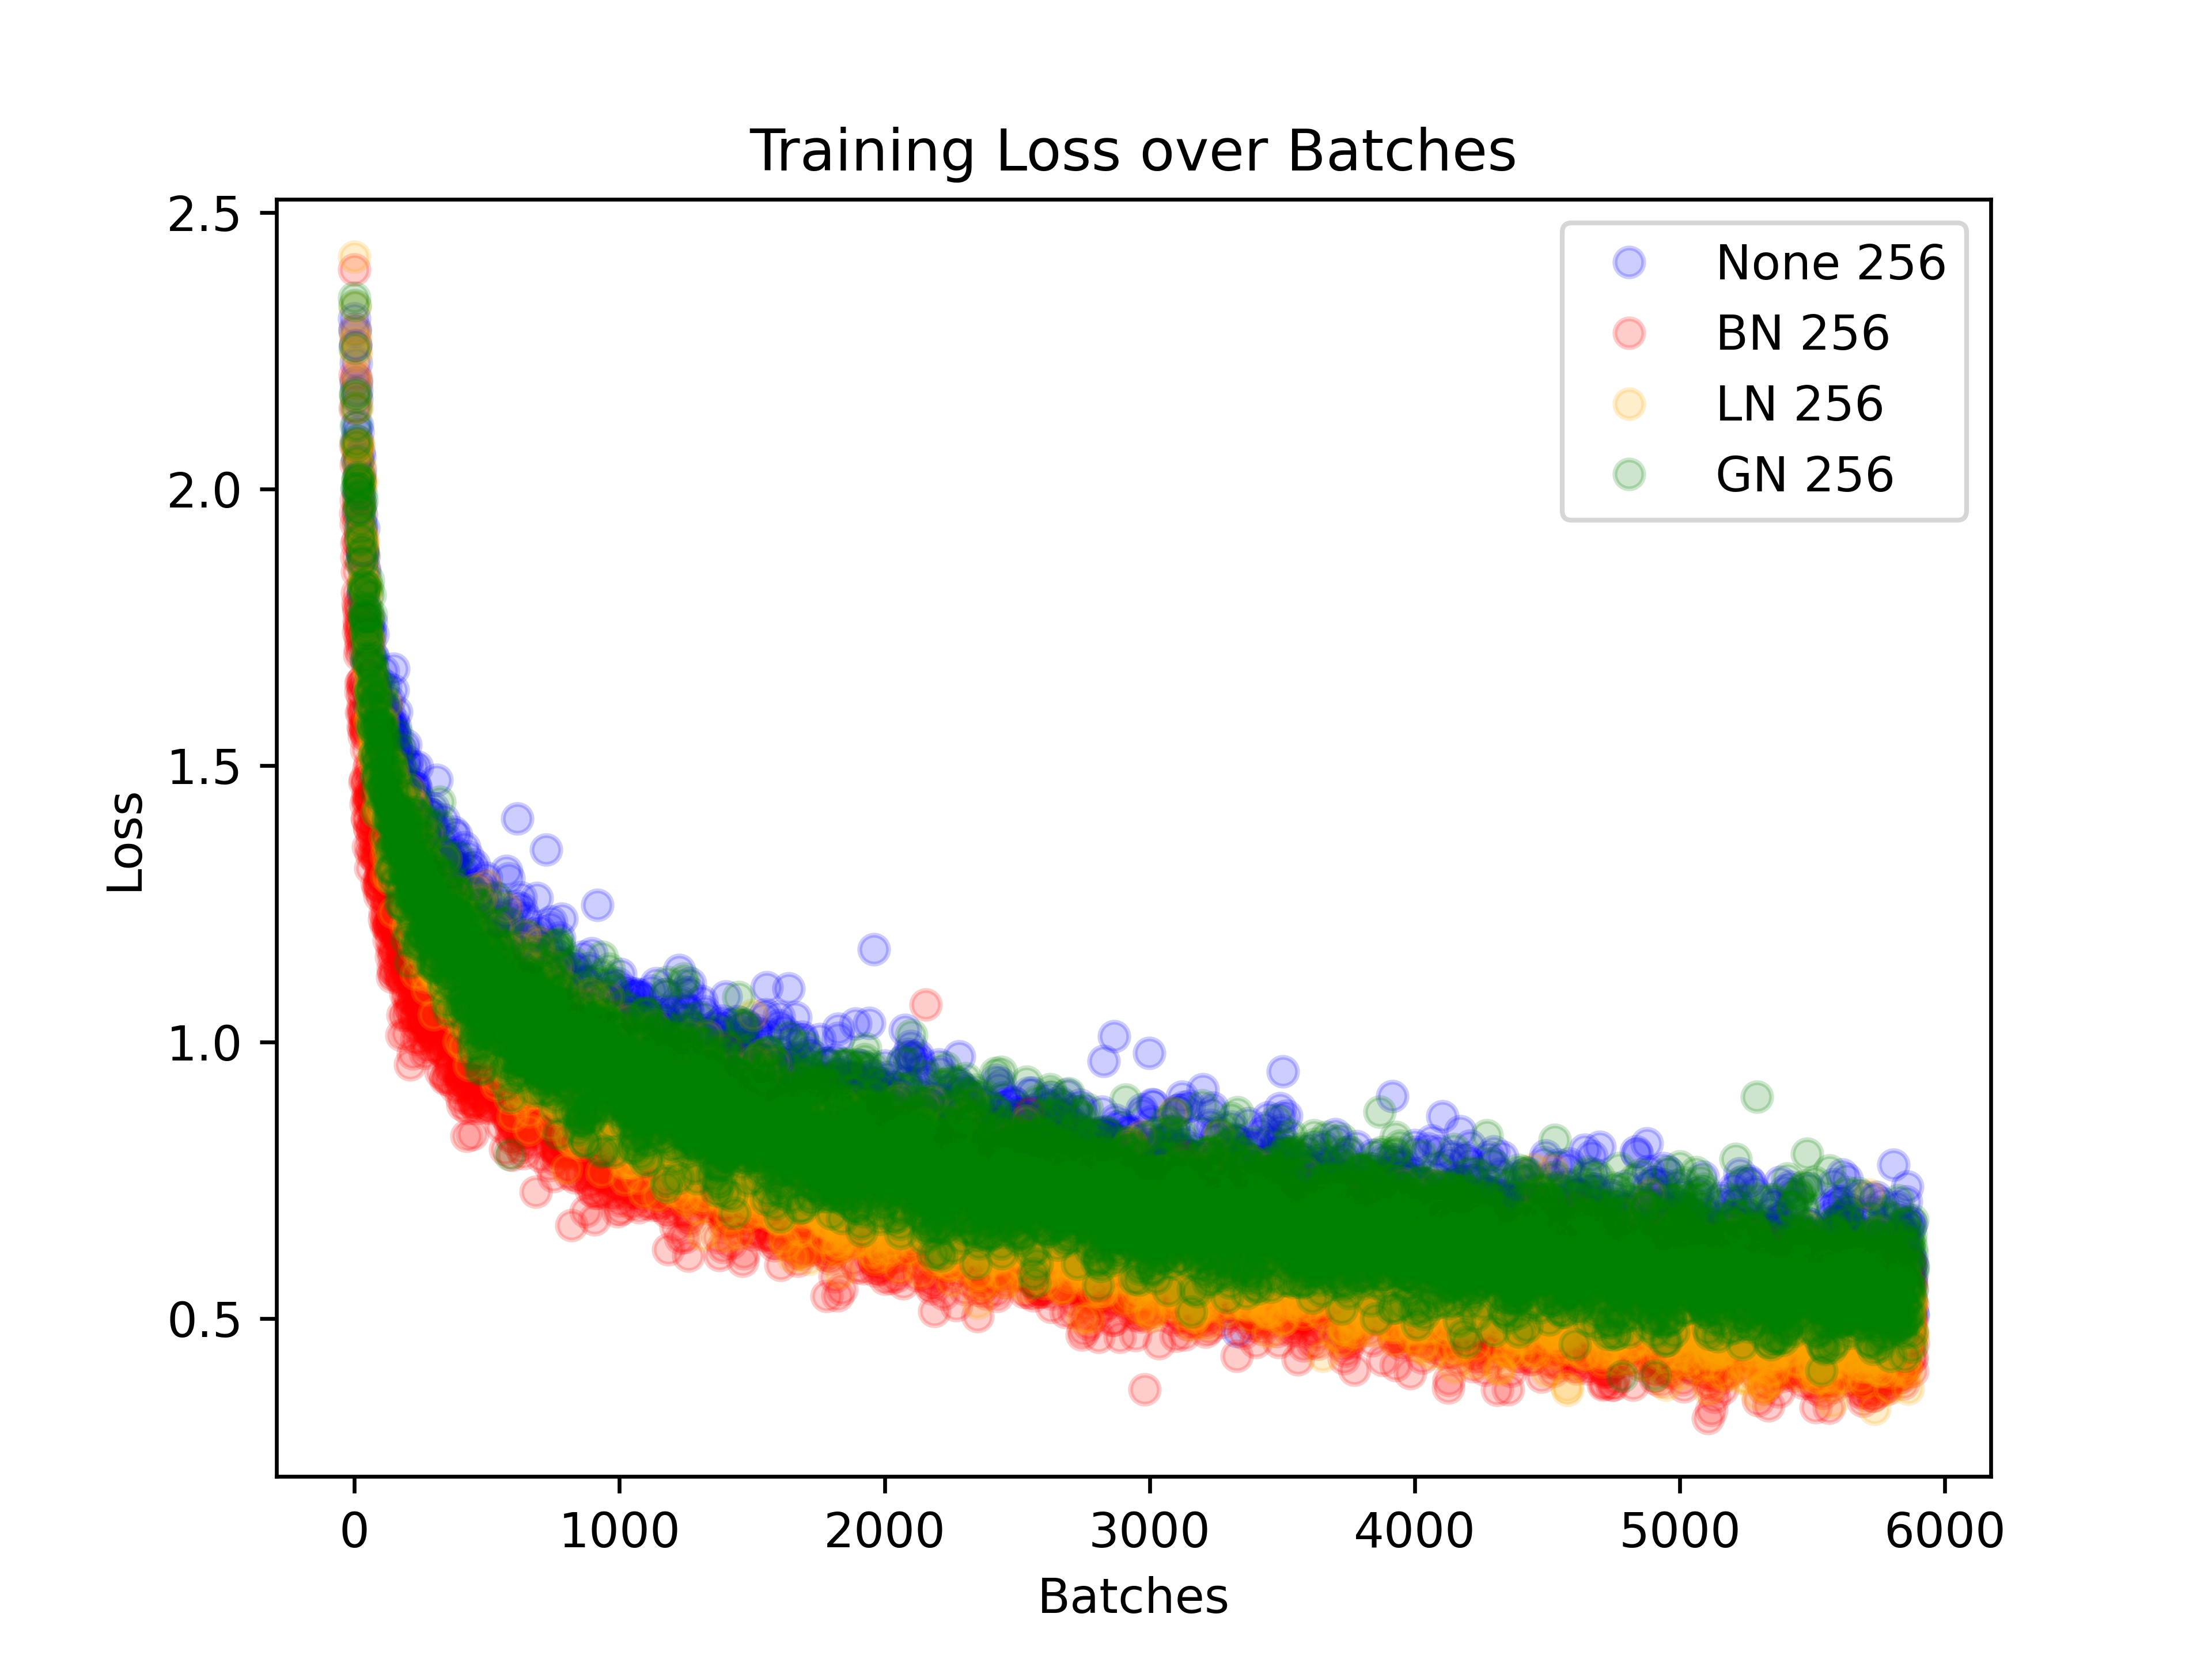 Training Loss over Batches
2.5
2.0
1.5
1.0
0.5
Loss
None 256
BN 256
LN 256
GN 256
0 1000 2000 3000 4000 5000 6000
Batches